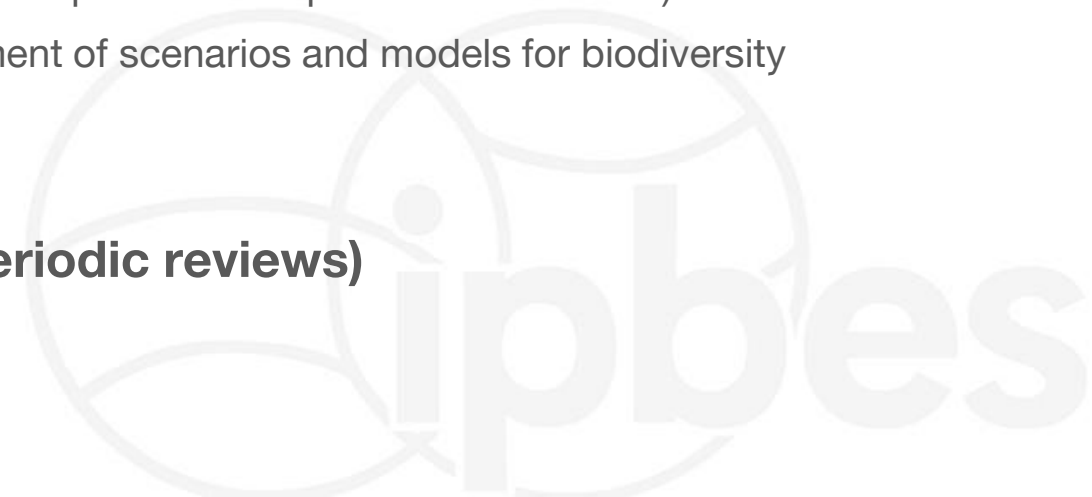 ment of scenarios and models for biodiversity
eriodic reviews)
ipbes